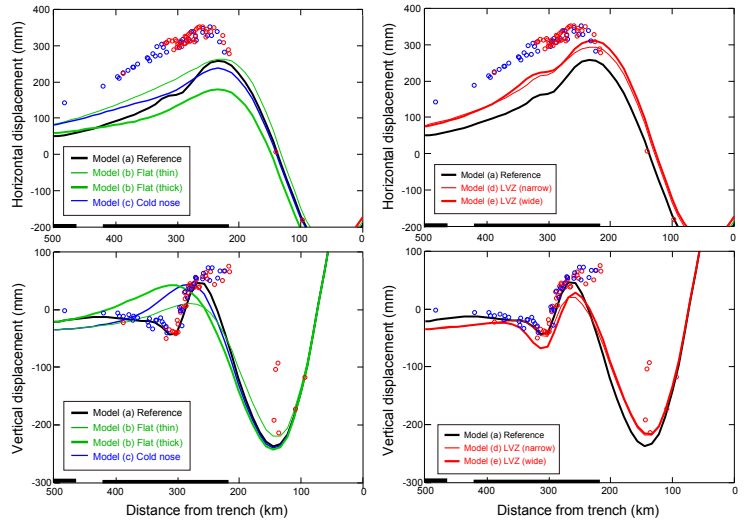 400
300
200
100
0
-100
-200
500 400 300 200 100 0
Horizontal displacement (mm)
Model (a) Reference
Model (b) Flat (thin)
Model (b) Flat (thick)
Model (c) Cold nose
400
300
200
100
0
-100
-200
500 400 300 200 100 0
Horizontal displacement (mm)
Model (a) Reference
Model (d) LVZ (narrow)
Model (e) LVZ (wide)
100
0
-100
-200
-300
500 400 300 200 100 0
Vertical displacement (mm)
Distance from trench (km)
Model (a) Reference
Model (b) Flat (thin)
Model (b) Flat (thick)
Model (c) Cold nose
100
0
-100
-200
-300
500 400 300 200 100 0
Vertical displacement (mm)
Distance from trench (km)
Model (a) Reference
Model (d) LVZ (narrow)
Model (e) LVZ (wide)